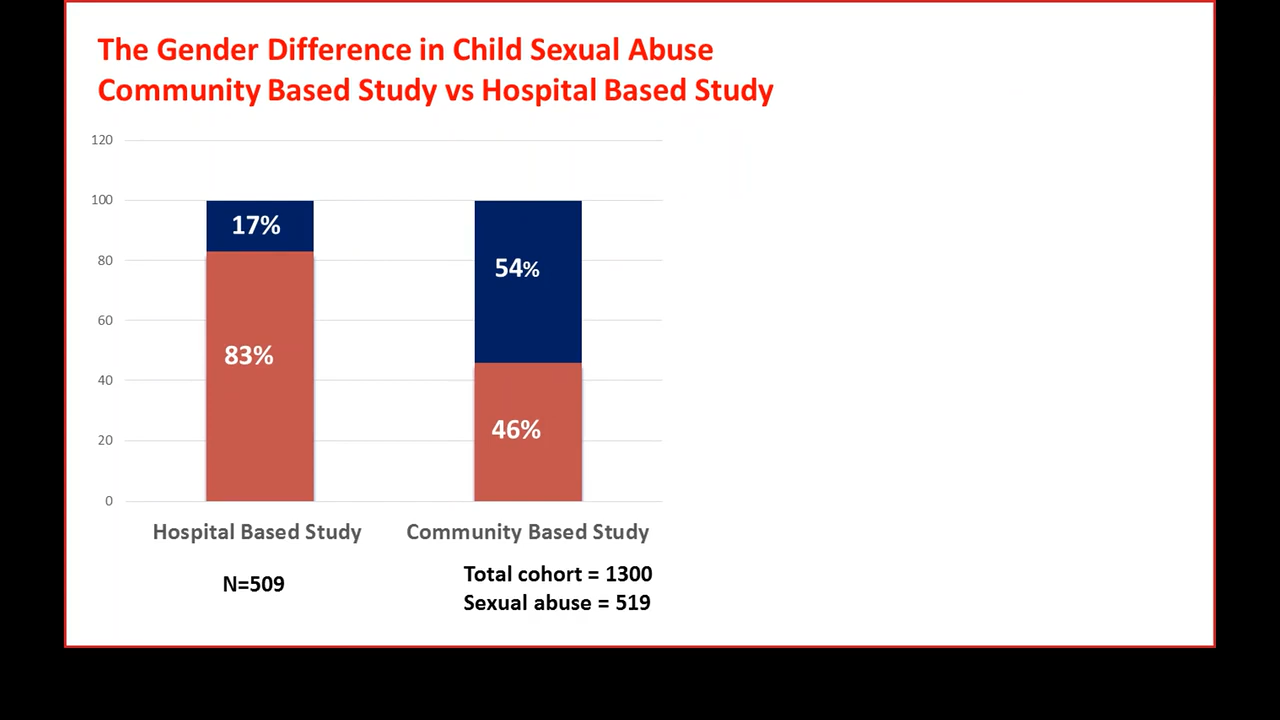 The Gender Difference in Child Sexual Abuse
Community Based Study vs Hospital Based Study
120
100
80
60
40
20
0
17%
83%
54%
46%
Hospital Based Study
Community Based Study
N=509
Total cohort = 1300
Sexual abuse = 519